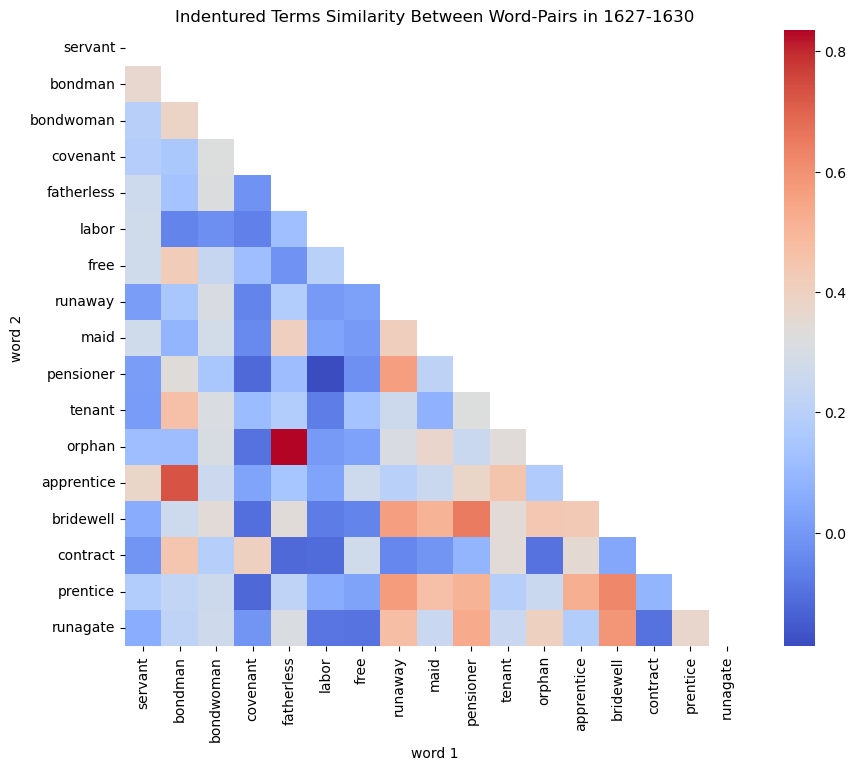 Indentured Terms Similarity Between Word-Pairs in 1627-1630
servant
bondman
bondwoman
covenant
fatherless
labor
free
runaway
maid
pensioner
tenant
orphan
apprentice
bridewell
contract
prentice
runagate
word 2
servant
bondman
bondwoman
covenant
fatherless
labor
free
runaway
maid
pensioner
tenant
orphan
apprentice
bridewell
contract
prentice
runagate
word 1
0.8
0.6
0.4
0.2
0.0